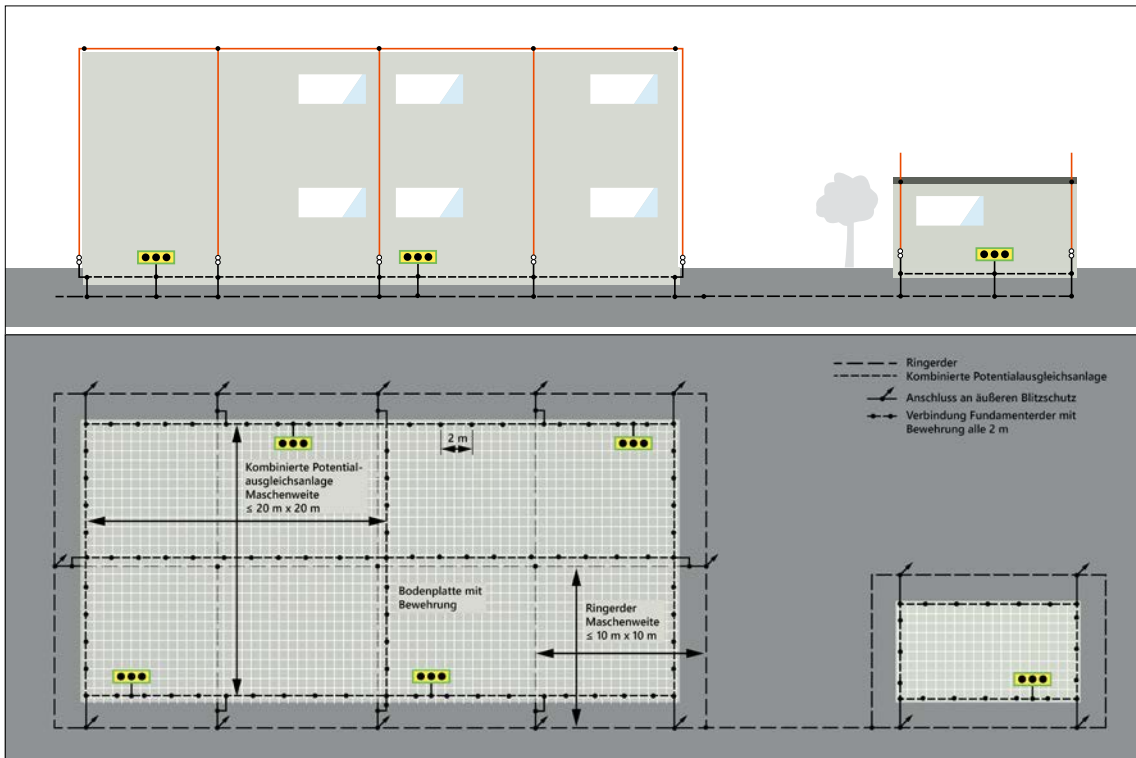 Ringerder
Kombinierte Potentialausgleichsanlage
Anschluss an äußeren Blitzschutz
Verbindung Fundamenterder mit
Bewehrung alle 2 m
2 m
Kombinierte Potential-
ausgleichsanlage
Maschenweite
≤ 20 m x 20 m
Bodenplatte mit
Bewehrung
Ringerder
Maschenweite
≤ 10 m x 10 m